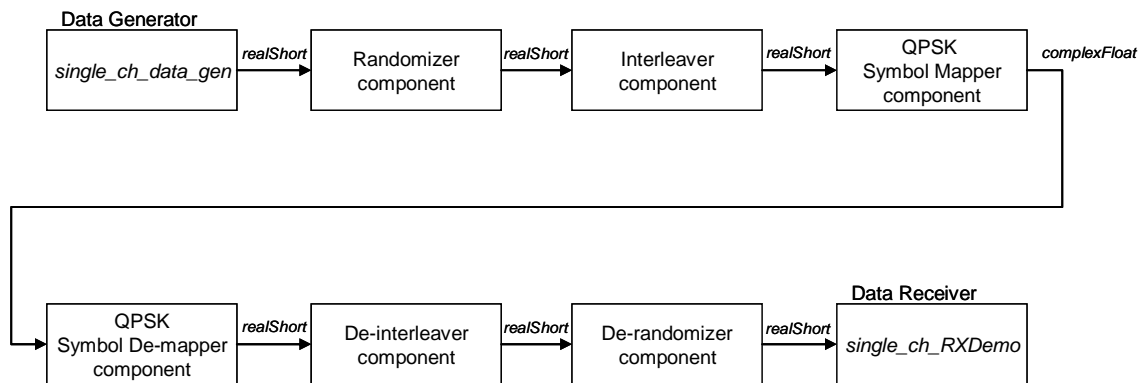 Data Generator
single_ch_data_gen
realShort
Randomizer
component
realShort
Interleaver
component
realShort
QPSK
Symbol Mapper
component
complexFloat
QPSK
Symbol De-mapper
component
realShort
De-interleaver
component
realShort
De-randomizer
component
realShort
Data Receiver
single_ch_RXDemo